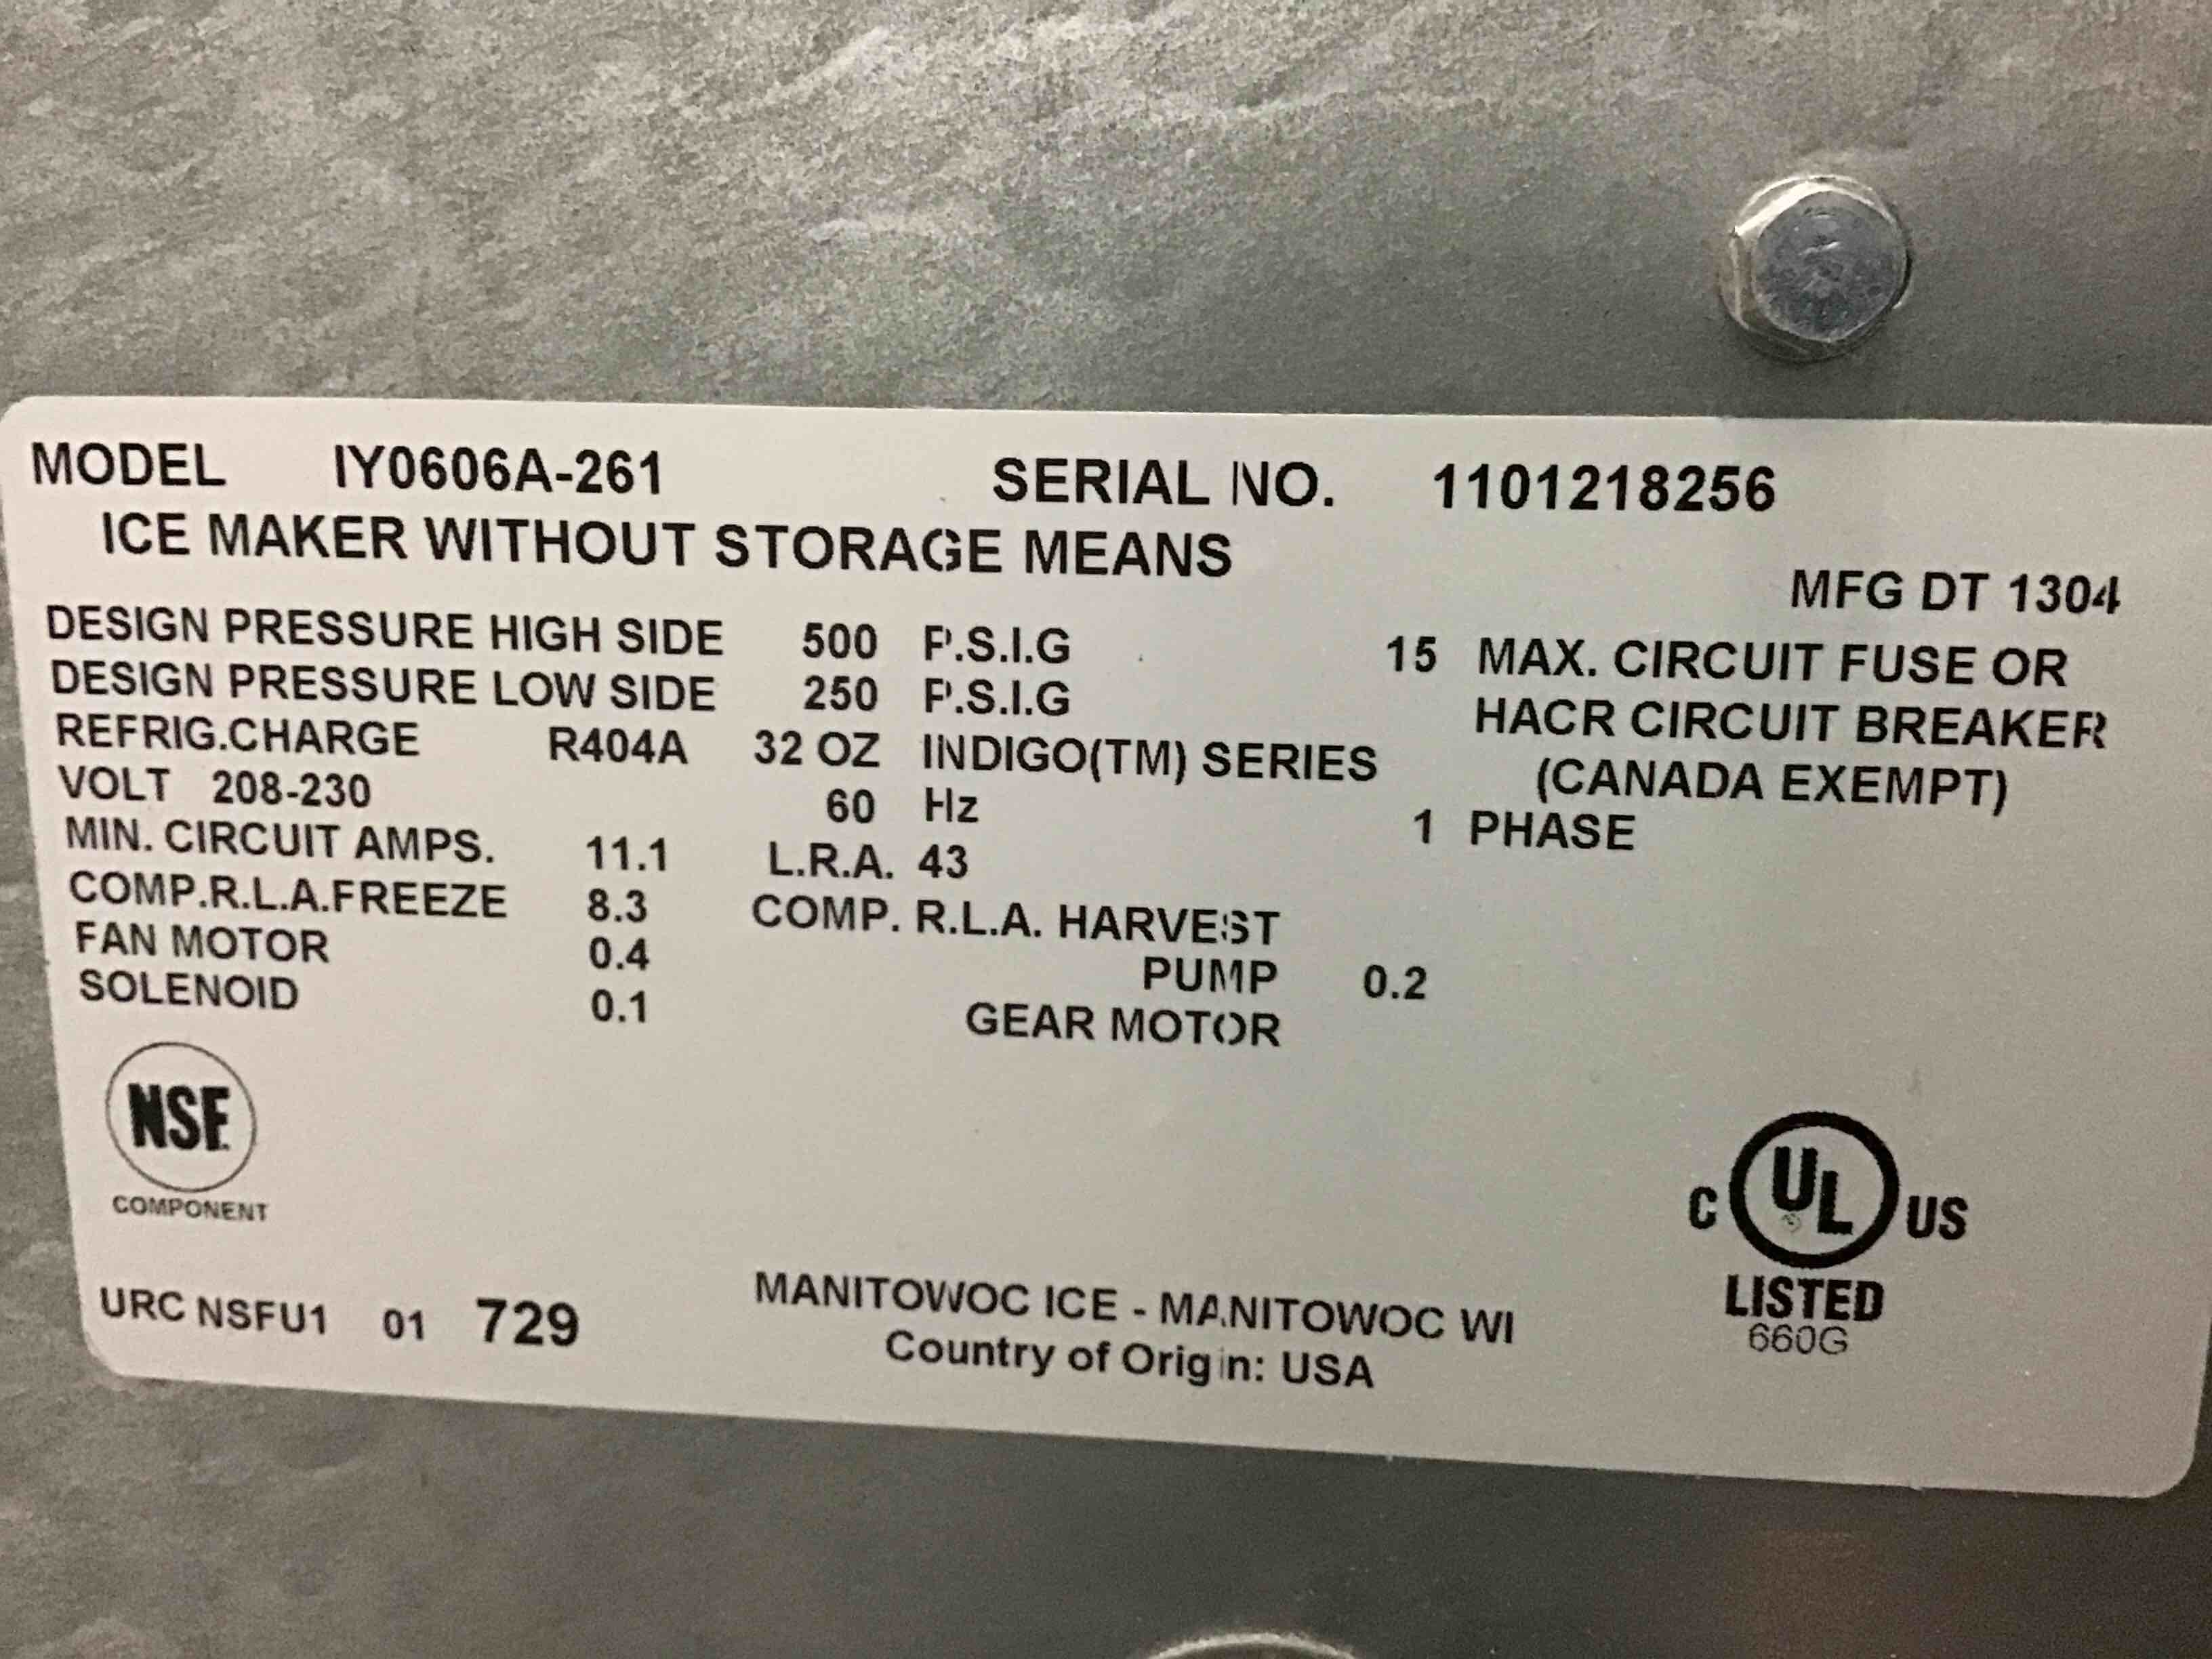 MODEL IY0606A-261 SERIAL NO. 1101218256
ICE MAKER WITHOUT STORAGE MEANS
MFG DT 1304
DESIGN PRESSURE HIGH SIDE 500 P.S.I.G 15 MAX. CIRCUIT FUSE OR
DESIGN PRESSURE LOW SIDE 250 P.S.I.G HACR CIRCUIT BREAKER
REFRIG.CHARGE R404A 32 OZ INDIGO(TM) SERIES (CANADA EXEMPT)
VOLT 208-230 60 Hz 1 PHASE
MIN. CIRCUIT AMPS. 11.1 L.R.A. 43
COMP.R.L.A.FREEZE 8.3 COMP. R.L.A. HARVEST
FAN MOTOR 0.4 PUMP 0.2
SOLENOID 0.1 GEAR MOTOR
NSF
COMPONENT
C UL US
LISTED
660G
URC NSFU1 01 729
MANITOWOC ICE - MANITOWOC WI
Country of Origin: USA